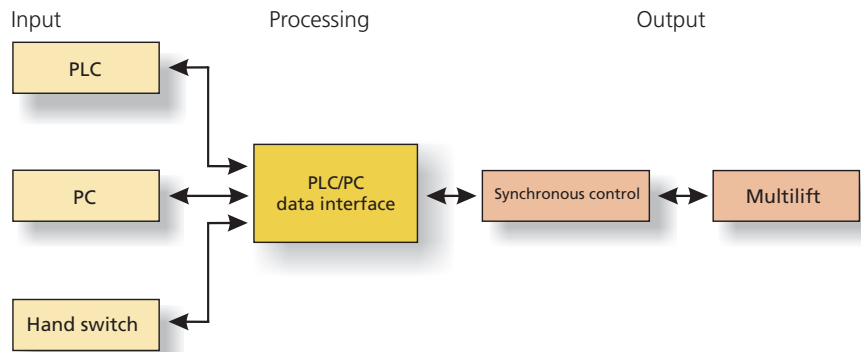 Input
Processing
Output
PLC
PC
Hand switch
PLC/PC
data interface
Synchronous control
Multilift